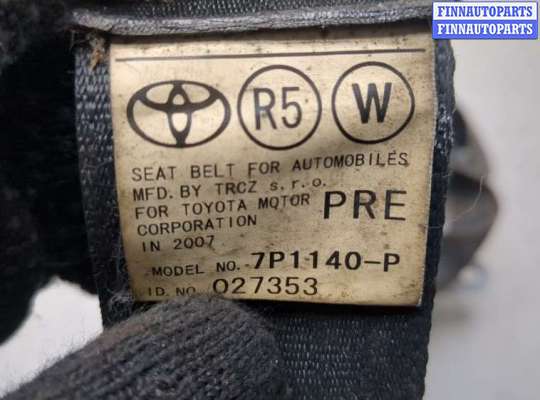 FINNAUTOPARTS
FINNAUTOPARTS
R5 W
SEAT BELT FOR AUTOMOBILES
MFD. BY TRCZ s.r.o.
FOR TOYOTA MOTOR
CORPORATION
PRE
IN 2007
MODEL NO. 7P1140-P
ID. NO. 027353